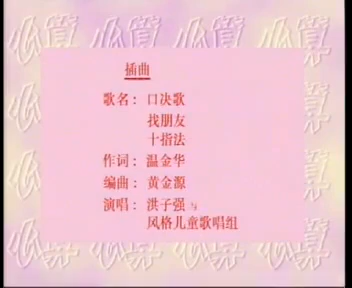 插曲
歌名：口决歌
找朋友
十指法
作词：温金华
编曲：黄金源
演唱：洪子强与
风格儿童歌唱组